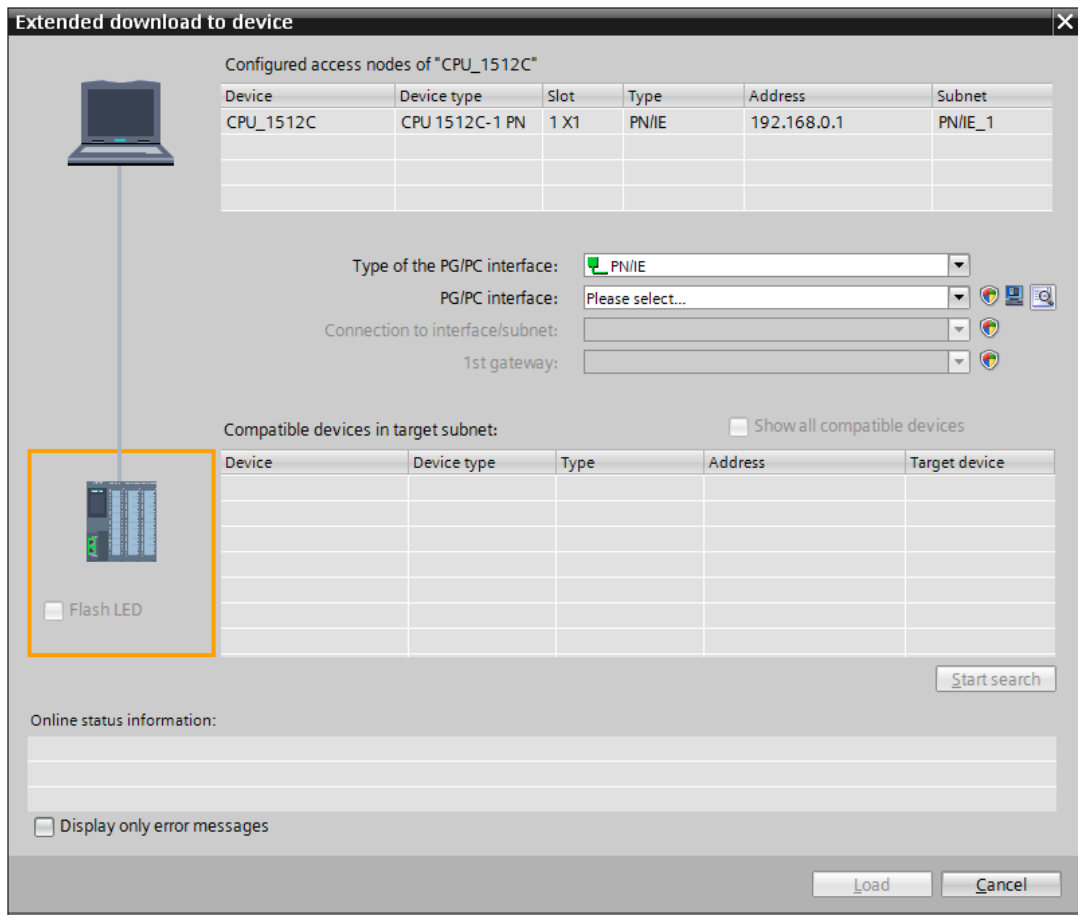 Extended download to device
Configured access nodes of "CPU_1512C"
Device Device type Slot Type Address Subnet
CPU_1512C CPU 1512C-1 PN 1 X1 PN/IE 192.168.0.1 PN/IE_1
Type of the PG/PC interface: PN/IE
PG/PC interface: Please select...
Connection to interface/subnet:
1st gateway:
Compatible devices in target subnet: Show all compatible devices
Device Device type Type Address Target device
Flash LED
Start search
Online status information:
Display only error messages
Load Cancel